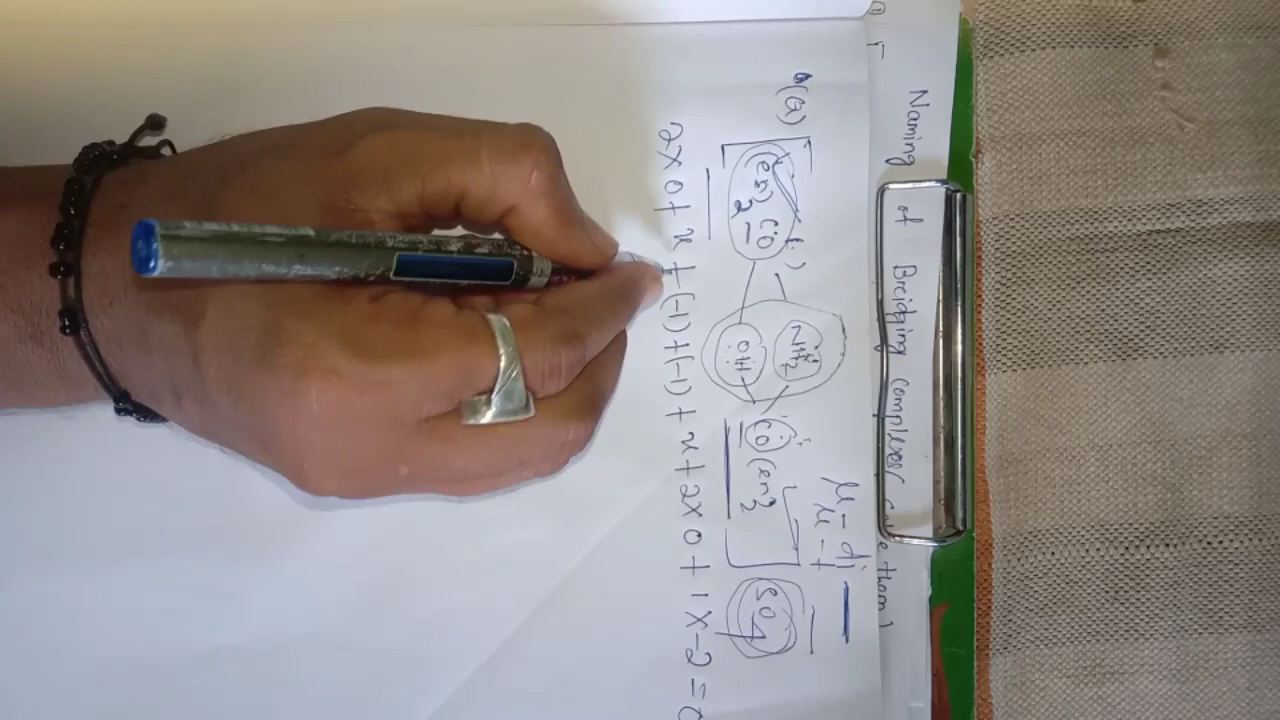 Naming of Bridging Complexes
μ - di
μ - t
(a) [(en)2 Co NH2 OH Co (en)2] SO4
2x0 + x + (-1) + (-1) + x + 2x0 + 1x-2 = 0